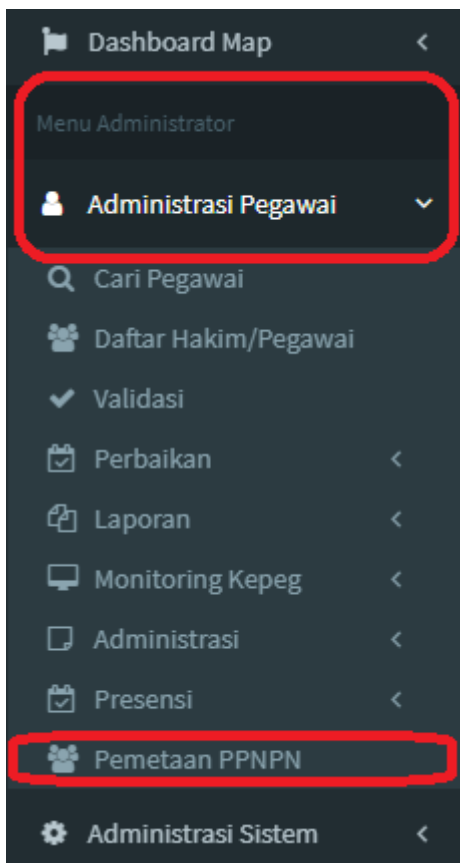 Dashboard Map
Menu Administrator
Administrasi Pegawai
Cari Pegawai
Daftar Hakim/Pegawai
Validasi
Perbaikan
Laporan
Monitoring Kepeg
Administrasi
Presensi
Pemetaan PPNPN
Administrasi Sistem